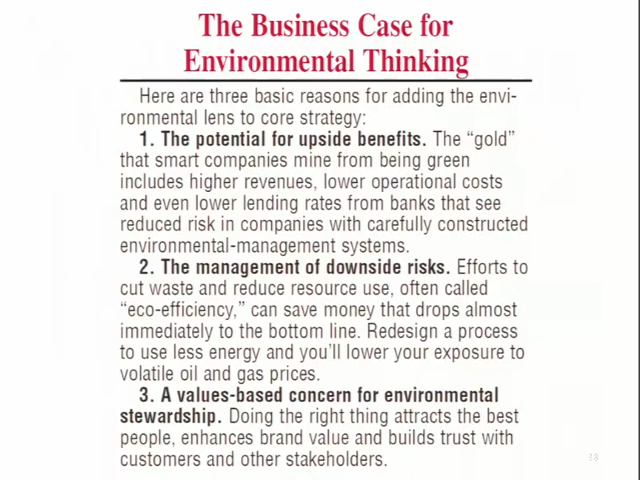 The Business Case for
Environmental Thinking
Here are three basic reasons for adding the envi-
ronmental lens to core strategy:
1. The potential for upside benefits. The “gold”
that smart companies mine from being green
includes higher revenues, lower operational costs
and even lower lending rates from banks that see
reduced risk in companies with carefully constructed
environmental-management systems.
2. The management of downside risks. Efforts to
cut waste and reduce resource use, often called
“eco-efficiency,” can save money that drops almost
immediately to the bottom line. Redesign a process
to use less energy and you’ll lower your exposure to
volatile oil and gas prices.
3. A values-based concern for environmental
stewardship. Doing the right thing attracts the best
people, enhances brand value and builds trust with
customers and other stakeholders.
38